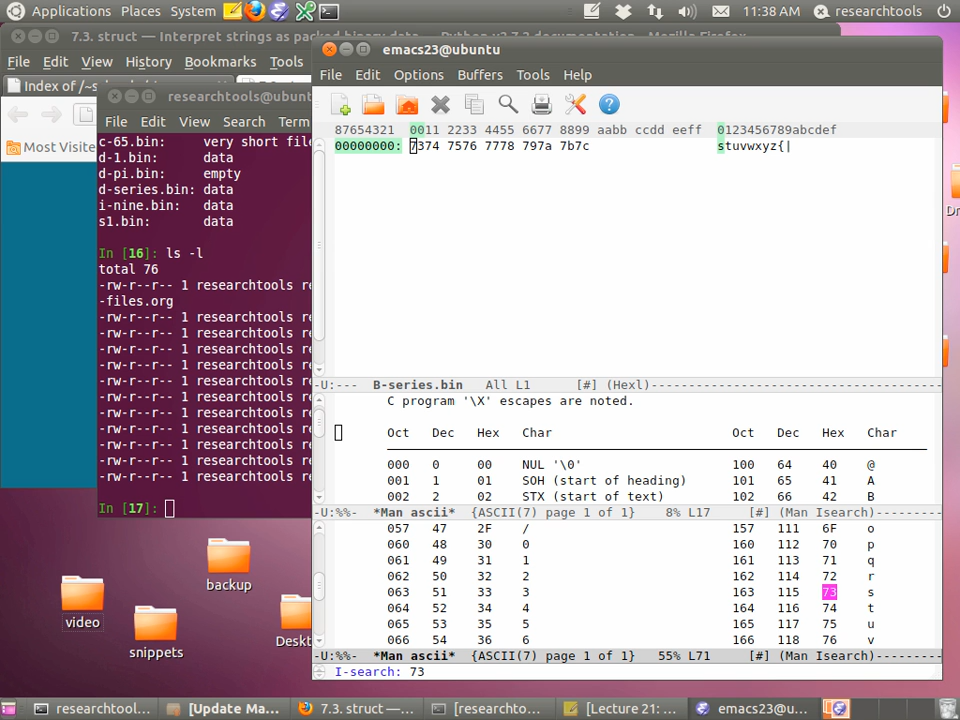 Applications Places System 11:38 AM researchtools
7.3. struct — Interpret strings as packed binary data — Python v2.7.2 documentation - Mozilla Firefox
File Edit View History Bookmarks Tools
Index of /~s
Most Visite
researchtools@ubunt
File Edit View Search Term
c-65.bin: very short file
d-1.bin: data
d-pi.bin: empty
d-series.bin: data
i-nine.bin: data
s1.bin: data
In [16]: ls -l
total 76
-rw-r--r-- 1 researchtools re
-files.org
-rw-r--r-- 1 researchtools re
-rw-r--r-- 1 researchtools re
-rw-r--r-- 1 researchtools re
-rw-r--r-- 1 researchtools re
-rw-r--r-- 1 researchtools re
-rw-r--r-- 1 researchtools re
-rw-r--r-- 1 researchtools re
-rw-r--r-- 1 researchtools re
-rw-r--r-- 1 researchtools re
-rw-r--r-- 1 researchtools re
-rw-r--r-- 1 researchtools re
In [17]:
emacs23@ubuntu
File Edit Options Buffers Tools Help
87654321 0011 2233 4455 6677 8899 aabb ccdd eeff 0123456789abcdef
00000000: 7374 7576 7778 797a 7b7c stuvwxyz{|
-U:--- B-series.bin All L1 [#] (Hexl)------------------------------------
C program '\X' escapes are noted.
Oct Dec Hex Char Oct Dec Hex Char
000 0 00 NUL '\0' 100 64 40 @
001 1 01 SOH (start of heading) 101 65 41 A
002 2 02 STX (start of text) 102 66 42 B
-U:%%- *Man ascii* {ASCII(7) page 1 of 1} 8% L17 [#] (Man Isearch)---------
057 47 2F / 157 111 6F o
060 48 30 0 160 112 70 p
061 49 31 1 161 113 71 q
062 50 32 2 162 114 72 r
063 51 33 3 163 115 73 s
064 52 34 4 164 116 74 t
065 53 35 5 165 117 75 u
066 54 36 6 166 118 76 v
-U:%%- *Man ascii* {ASCII(7) page 1 of 1} 55% L71 [#] (Man Isearch)---------
I-search: 73
video
backup
snippets
Deskt
Dr
researchtool... [Update Ma... 7.3. struct —... [researchto... [Lecture 21: ... emacs23@u...